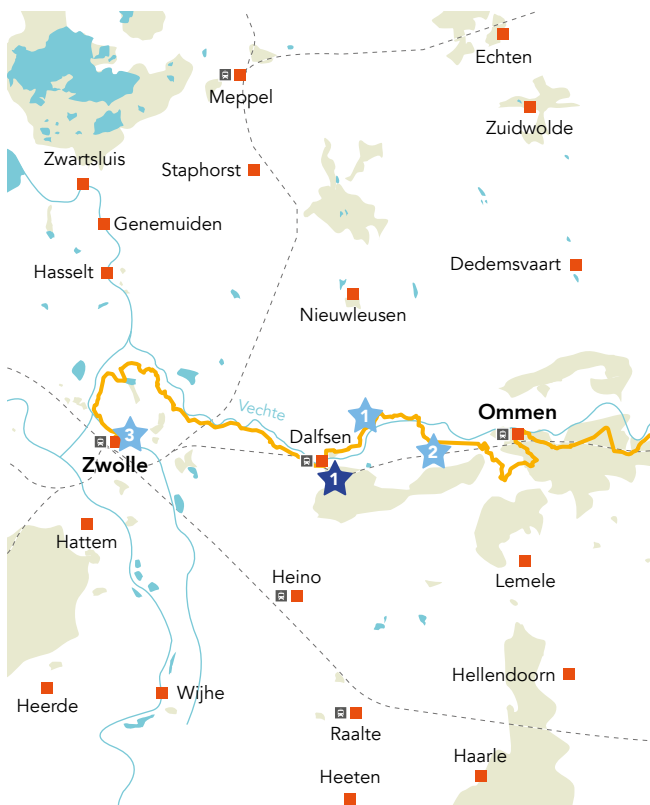 Echten
Meppel
Zuidwolde
Zwartsluis
Staphorst
Genemuiden
Dedemsvaart
Hasselt
Nieuwleusen
Vechte
1
Ommen
3
Dalfsen
2
Zwolle
1
Hattem
Heino
Lemele
Hellendoorn
Heerde
Wijhe
Raalte
Haarle
Heeten